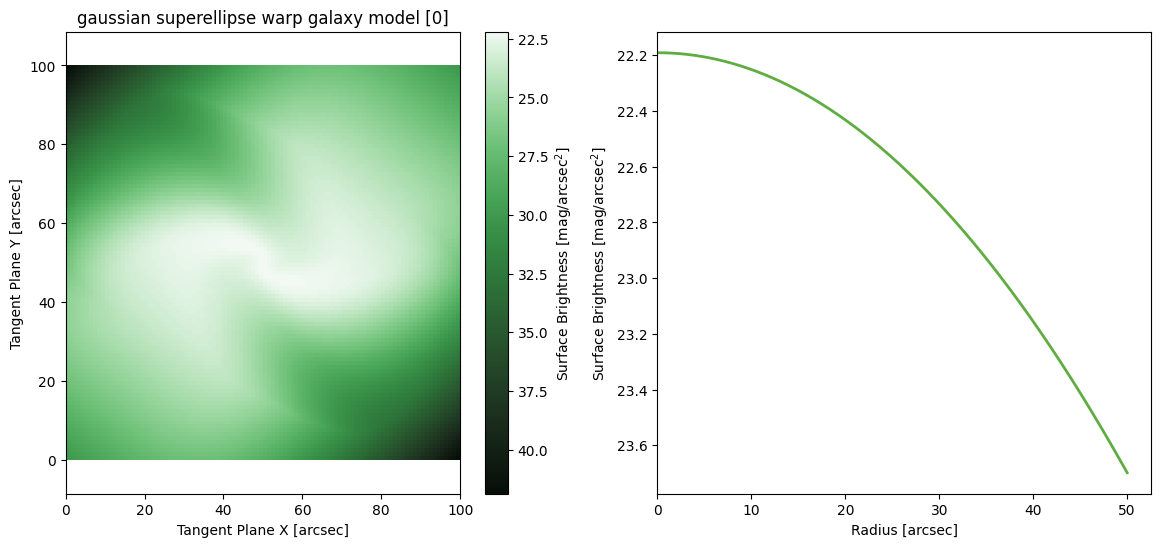 gaussian superellipse warp galaxy model [0]
100
80
60
40
20
0
Tangent Plane Y [arcsec]
0 20 40 60 80 100
Tangent Plane X [arcsec]
22.5
25.0
27.5
30.0
32.5
35.0
37.5
40.0
Surface Brightness [mag/arcsec²]
22.2
22.4
22.6
22.8
23.0
23.2
23.4
23.6
Surface Brightness [mag/arcsec²]
0 10 20 30 40 50
Radius [arcsec]